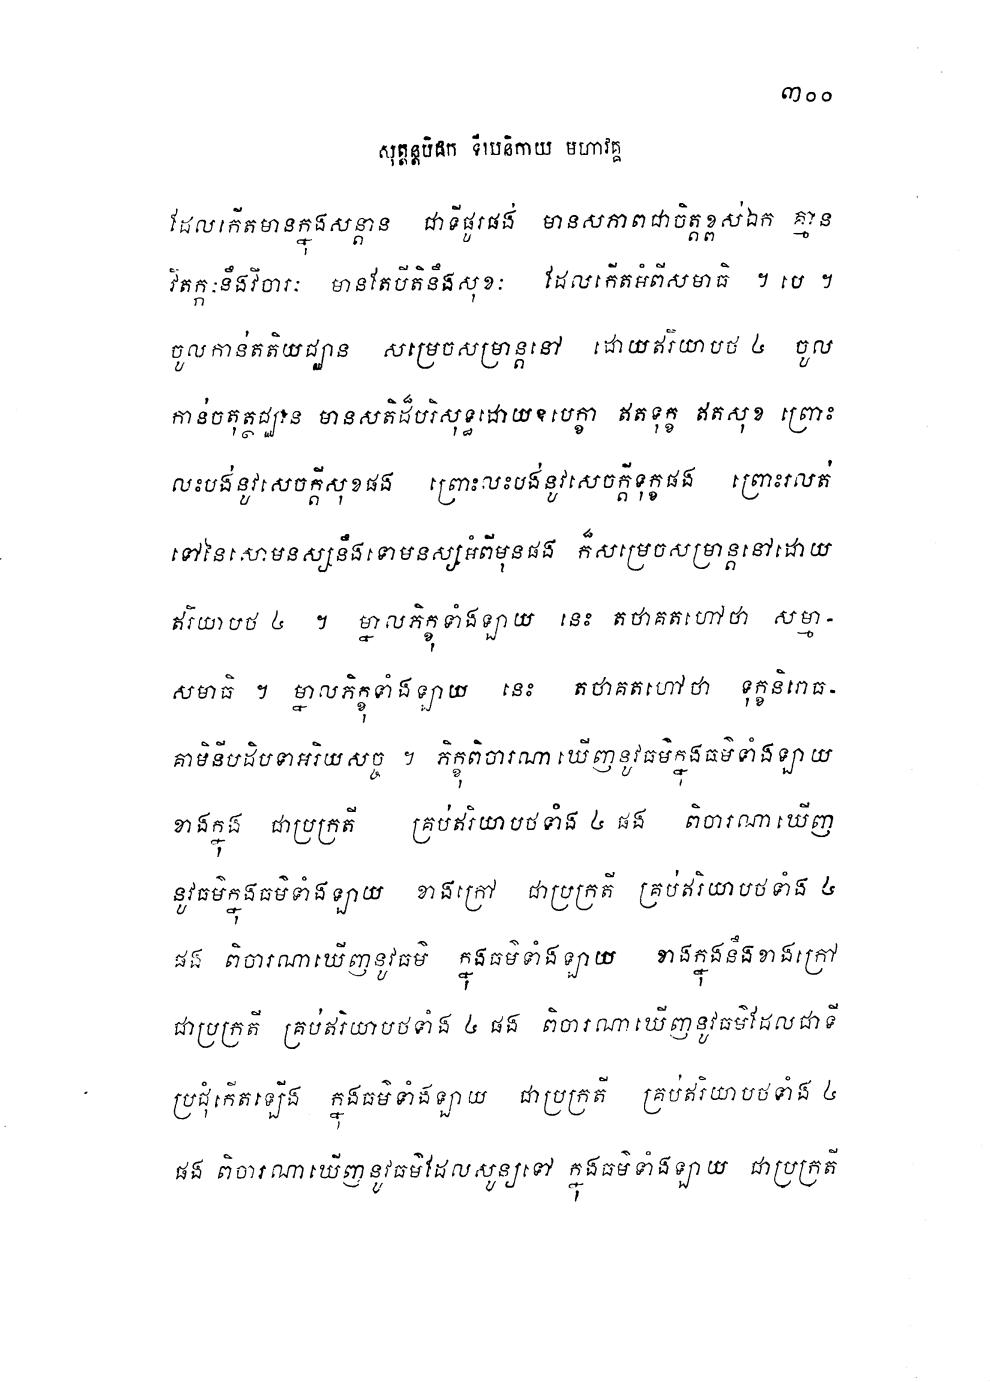 ៣០០
សុត្តន្តបិដក ទីឃនិកាយ មហាវគ្គ
ដែលកើតមានក្នុងសន្តាន ជាទីផូរផង់ មានសភាពជាចិត្តខ្ពស់ឯក គ្មាន
វិតក្កៈនឹងវិចារៈ មានតែបីតិនឹងសុខៈ ដែលកើតអំពីសមាធិ ។ បេ ។
ចូលកាន់តតិយជ្ឈាន សម្រេចសម្រាន្តនៅ ដោយឥរិយាបថ ៤ ចូល
កាន់ចតុត្ថជ្ឈាន មានសតិដ៏បរិសុទ្ធដោយឧបេក្ខា ឥតទុក្ខ ឥតសុខ ព្រោះ
លះបង់នូវសេចក្តីសុខផង ព្រោះលះបង់នូវសេចក្តីទុក្ខផង ព្រោះរលត់
ទៅនៃសោមនស្សនឹងទោមនស្សអំពីមុនផង ក៏សម្រេចសម្រាន្តនៅដោយ
ឥរិយាបថ ៤ ។ ម្នាលភិក្ខុទាំងឡាយ នេះ តថាគតហៅថា សម្មា-
សមាធិ ។ ម្នាលភិក្ខុទាំងឡាយ នេះ តថាគតហៅថា ទុក្ខនិរោធ-
គាមិនីបដិបទាអរិយសច្ច ។ ភិក្ខុពិចារណាឃើញនូវធម៌ក្នុងធម៌ទាំងឡាយ
ខាងក្នុង ជាប្រក្រតី គ្រប់ឥរិយាបថទាំង ៤ ផង ពិចារណាឃើញ
នូវធម៌ក្នុងធម៌ទាំងឡាយ ខាងក្រៅ ជាប្រក្រតី គ្រប់ឥរិយាបថទាំង ៤
ផង ពិចារណាឃើញនូវធម៌ ក្នុងធម៌ទាំងឡាយ ខាងក្នុងនឹងខាងក្រៅ
ជាប្រក្រតី គ្រប់ឥរិយាបថទាំង ៤ ផង ពិចារណាឃើញនូវធម៌ដែលជាទី
ប្រជុំកើតឡើង ក្នុងធម៌ទាំងឡាយ ជាប្រក្រតី គ្រប់ឥរិយាបថទាំង ៤
ផង ពិចារណាឃើញនូវធម៌ដែលសូន្យទៅ ក្នុងធម៌ទាំងឡាយ ជាប្រក្រតី